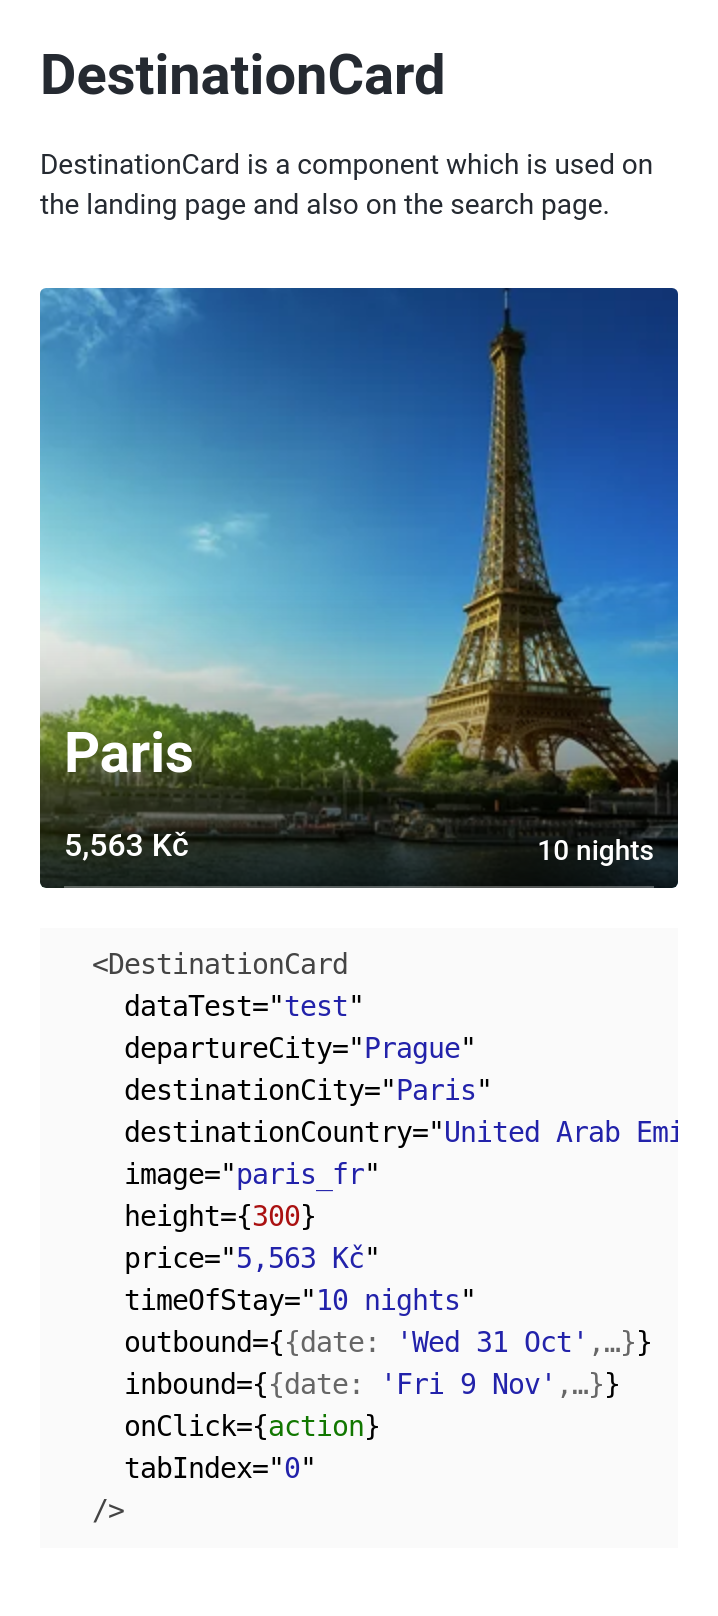 DestinationCard
DestinationCard is a component which is used on
the landing page and also on the search page.
Paris
5,563 Kč
10 nights
<DestinationCard
dataTest="test"
departureCity="Prague"
destinationCity="Paris"
destinationCountry="United Arab Emi
image="paris_fr"
height={300}
price="5,563 Kč"
timeOfStay="10 nights"
outbound={{date: 'Wed 31 Oct',…}}
inbound={{date: 'Fri 9 Nov',…}}
onClick={action}
tabIndex="0"
/>